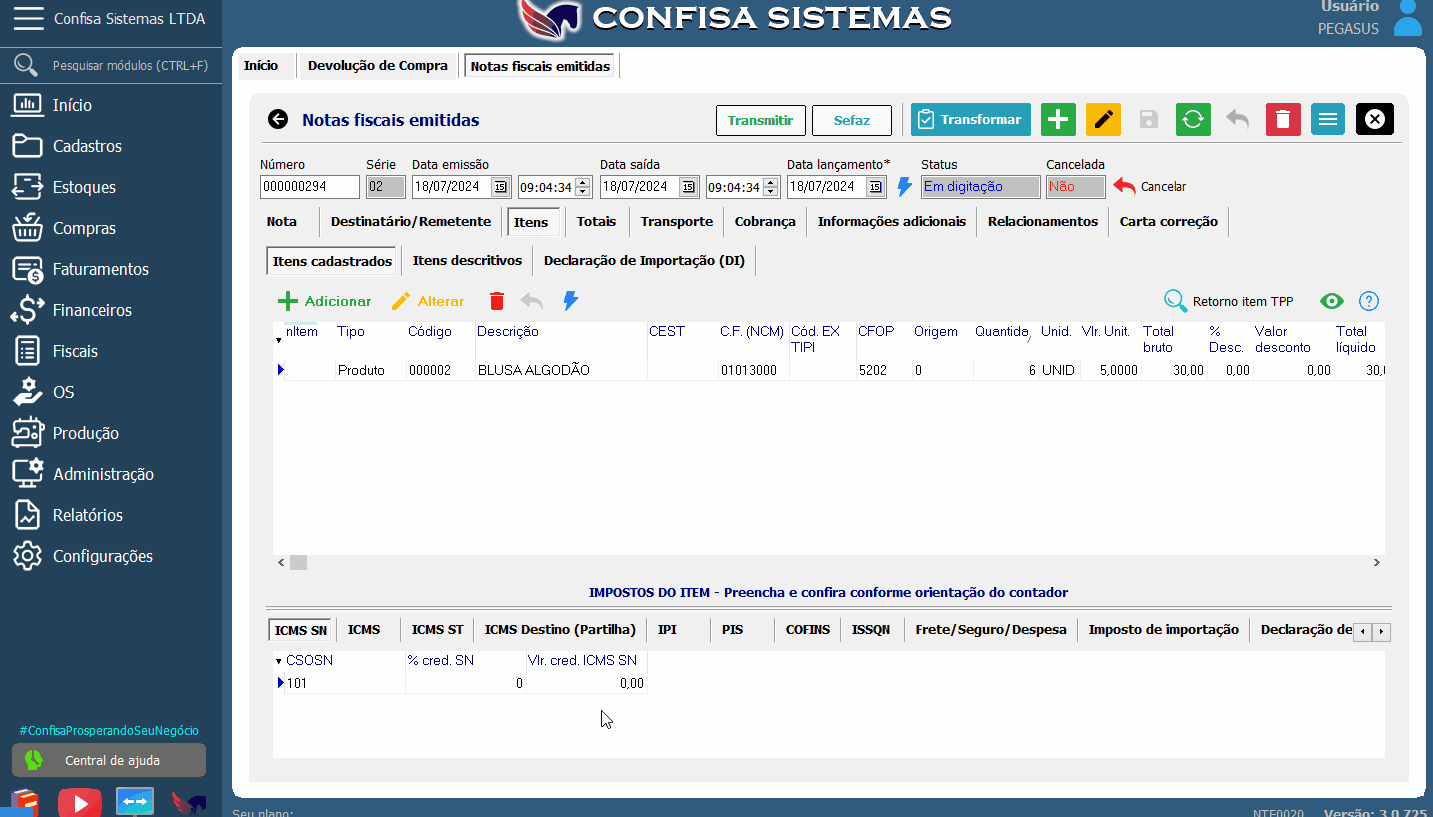 Confisa Sistemas LTDA
CONFISA SISTEMAS
Usuário
PEGASUS
Pesquisar módulos (CTRL+F)
Início
Cadastros
Estoques
Compras
Faturamentos
Financeiros
Fiscais
OS
Produção
Administração
Relatórios
Configurações
#ConfisaProsperandoSeuNegócio
Central de ajuda
Início Devolução de Compra Notas fiscais emitidas
Notas fiscais emitidas Transmitir Sefaz Transformar
Número Série Data emissão Data saída Data lançamento* Status Cancelada
000000294 02 18/07/2024 15 09:04:34 18/07/2024 15 09:04:34 18/07/2024 15 Em digitação Não Cancelar
Nota Destinatário/Remetente Itens Totais Transporte Cobrança Informações adicionais Relacionamentos Carta correção
Itens cadastrados Itens descritivos Declaração de Importação (DI)
Adicionar Alterar Retorno item TPP ?
nItem Tipo Código Descrição CEST C.F. (NCM) Cód. EX CFOP Origem Quantida Unid. Vlr. Unit. Total % Valor Total
TIPI bruto Desc. desconto líquido
Produto 000002 BLUSA ALGODÃO 01013000 5202 0 6 UNID 5,0000 30,00 0,00 0,00 30,0
IMPOSTOS DO ITEM - Preencha e confira conforme orientação do contador
ICMS SN ICMS ICMS ST ICMS Destino (Partilha) IPI PIS COFINS ISSQN Frete/Seguro/Despesa Imposto de importação Declaração de
CSOSN % cred. SN Vlr. cred. ICMS SN
101 0 0,00
Seu plano: NTF0020 Versão: 3.0.725